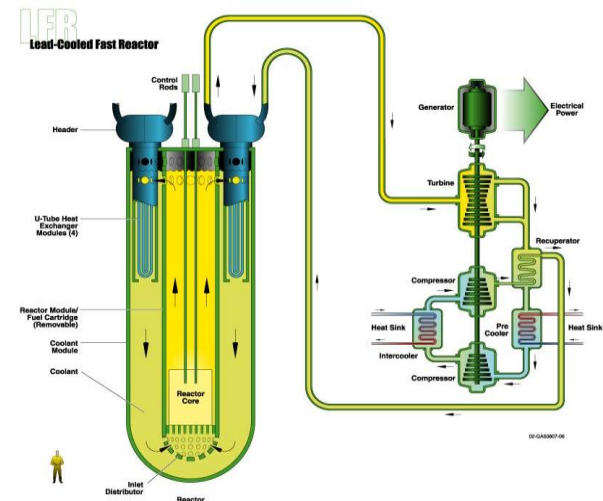 LFR
Lead-Cooled Fast Reactor
Control
Rods
Header
U-Tube Heat
Exchanger
Modules (4)
Reactor Module/
Fuel Cartridge
(Removable)
Coolant
Module
Coolant
Reactor
Core
Inlet
Distributor
Reactor
Generator
Electrical
Power
Turbine
Recuperator
Compressor
Heat Sink
Intercooler
Pre
Cooler
Heat Sink
Compressor
02-GA50807-06